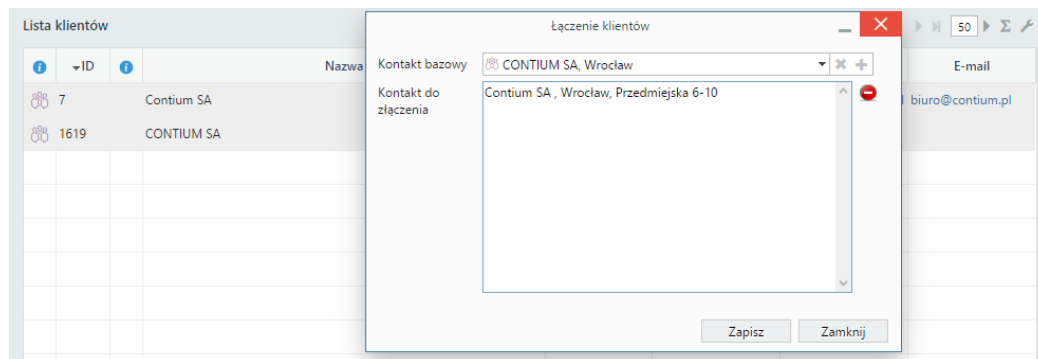 Lista klientów
Łączenie klientów
50
ID
Nazwa
E-mail
Kontakt bazowy
CONTIUM SA, Wrocław
Kontakt do
złączenia
Contium SA , Wrocław, Przedmiejska 6-10
7
Contium SA
biuro@contium.pl
1619
CONTIUM SA
Zapisz
Zamknij